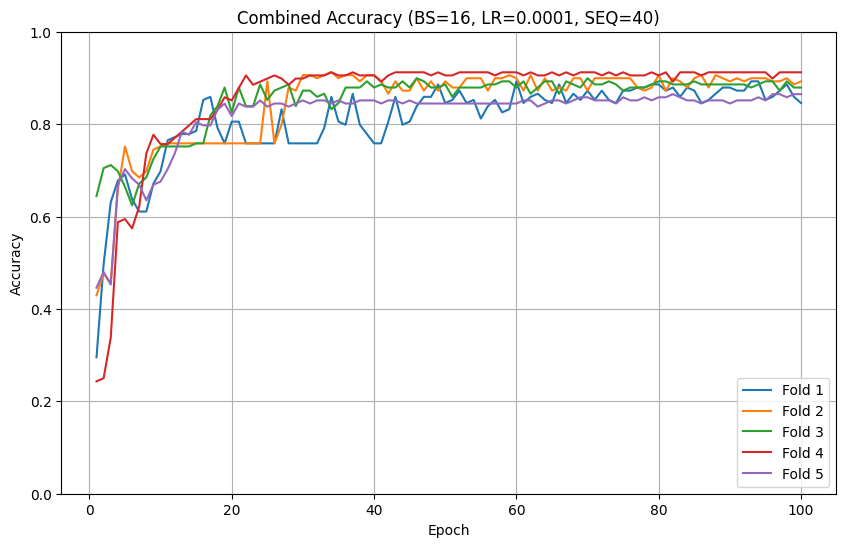 Combined Accuracy (BS=16, LR=0.0001, SEQ=40)
1.0
0.8
0.6
0.4
0.2
0.0
Accuracy
0 20 40 60 80 100
Epoch
Fold 1
Fold 2
Fold 3
Fold 4
Fold 5